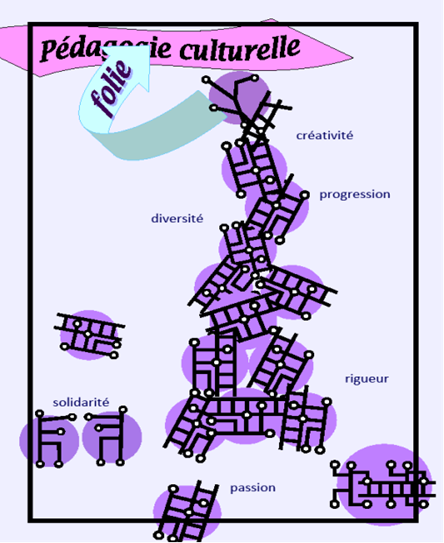 Pédagogie culturelle
folie
créativité
progression
diversité
rigueur
solidarité
passion